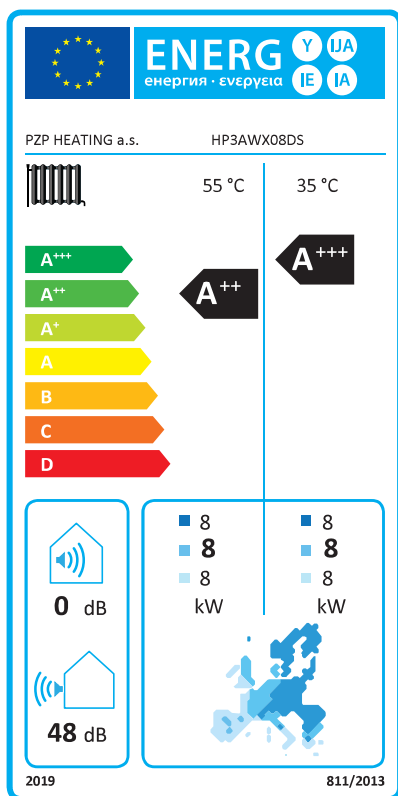 ENERG Y IJA
енергия · ενεργεια IE IA
PZP HEATING a.s. HP3AWX08DS
55 °C 35 °C
A+++
A++
A+
A
B
C
D
A++
A+++
8 8
8 8
8 8
kW kW
0 dB
48 dB
2019 811/2013